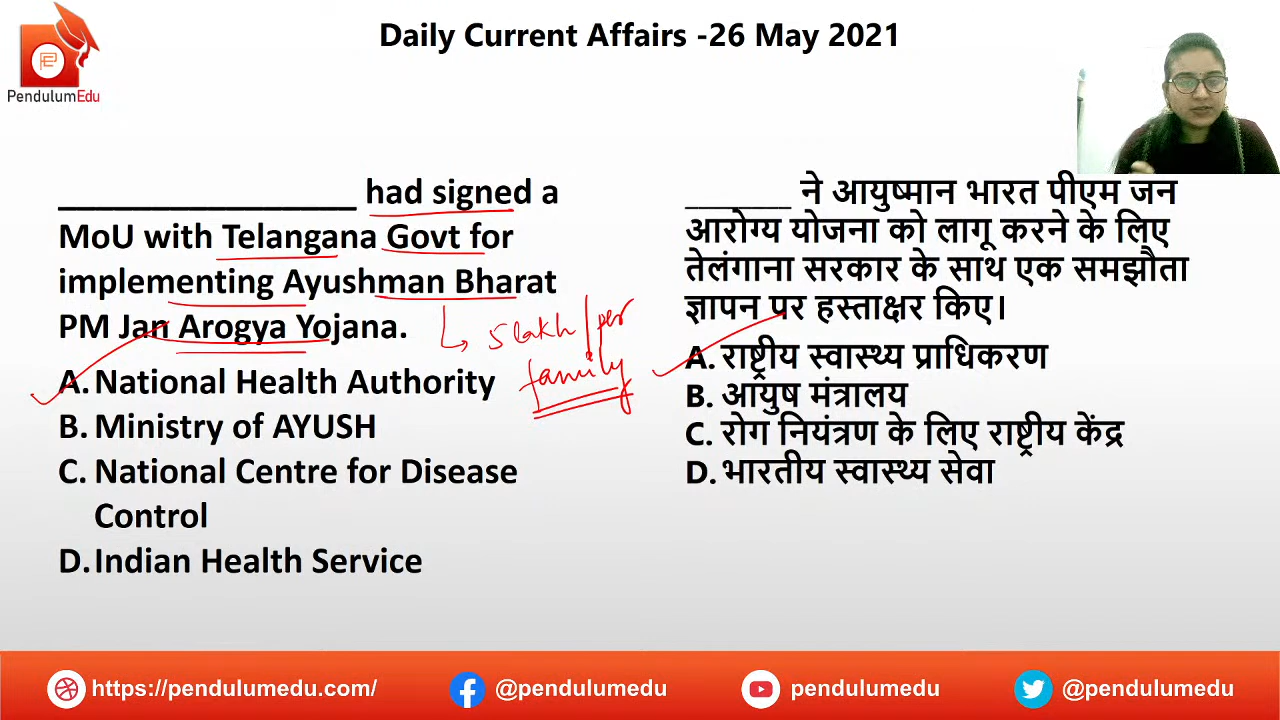 Daily Current Affairs -26 May 2021
PendulumEdu
________________ had signed a
MoU with Telangana Govt for
implementing Ayushman Bharat
PM Jan Arogya Yojana.
5 lakh/per
family
A. National Health Authority
B. Ministry of AYUSH
C. National Centre for Disease
Control
D. Indian Health Service
______ ने आयुष्मान भारत पीएम जन
आरोग्य योजना को लागू करने के लिए
तेलंगाना सरकार के साथ एक समझौता
ज्ञापन पर हस्ताक्षर किए।
A. राष्ट्रीय स्वास्थ्य प्राधिकरण
B. आयुष मंत्रालय
C. रोग नियंत्रण के लिए राष्ट्रीय केंद्र
D. भारतीय स्वास्थ्य सेवा
https://pendulumedu.com/ @pendulumedu pendulumedu @pendulumedu